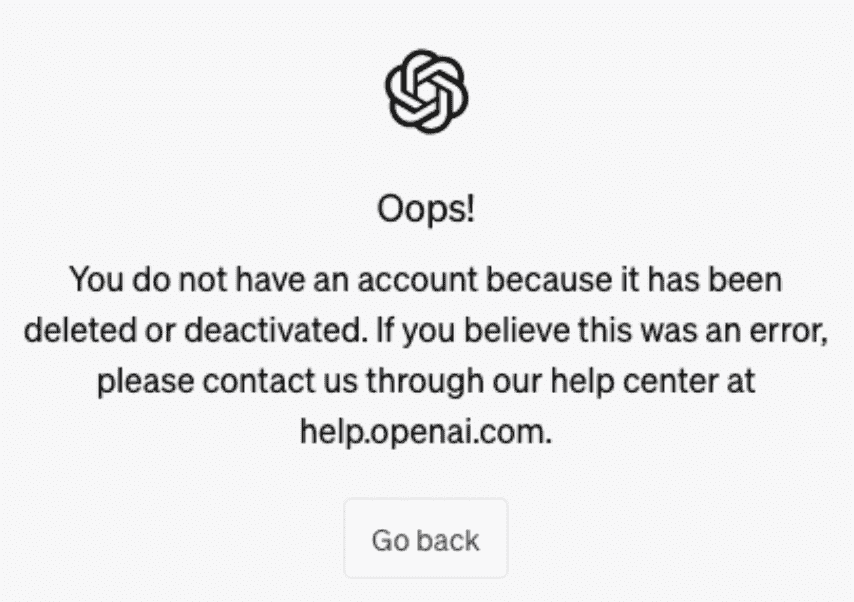 Oops!
You do not have an account because it has been
deleted or deactivated. If you believe this was an error,
please contact us through our help center at
help.openai.com.
Go back